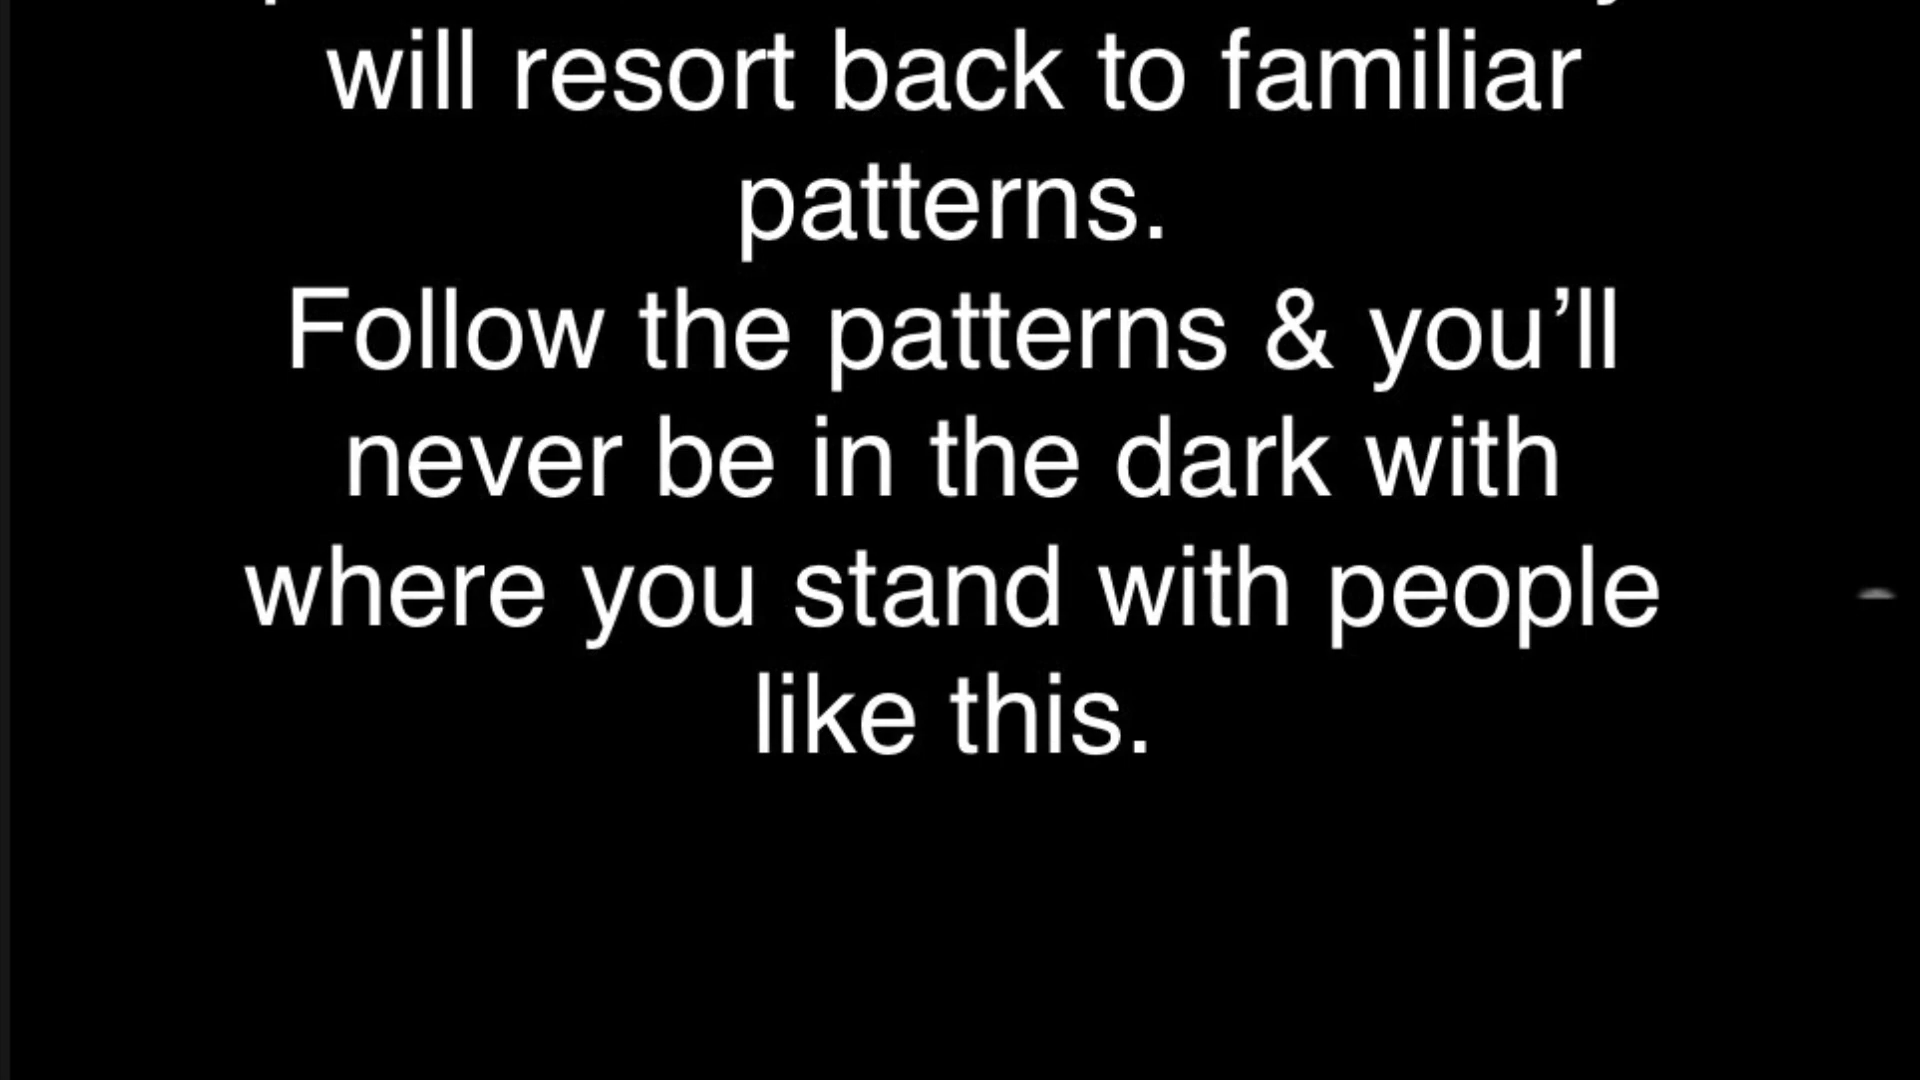 will resort back to familiar
patterns.
Follow the patterns & you’ll
never be in the dark with
where you stand with people
like this.